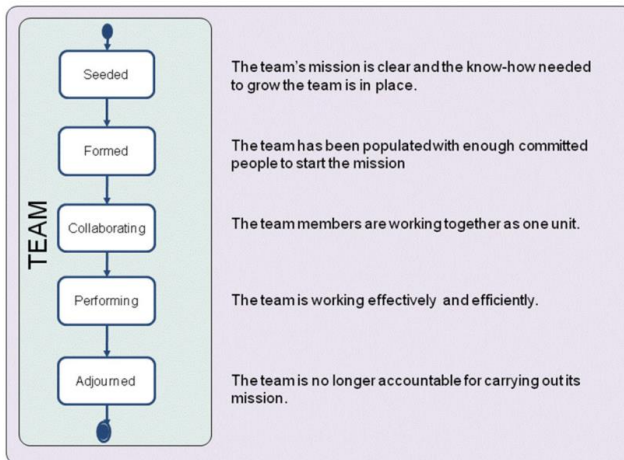 TEAM
Seeded
The team's mission is clear and the know-how needed
to grow the team is in place.
Formed
The team has been populated with enough committed
people to start the mission
Collaborating
The team members are working together as one unit.
Performing
The team is working effectively and efficiently.
Adjourned
The team is no longer accountable for carrying out its
mission.